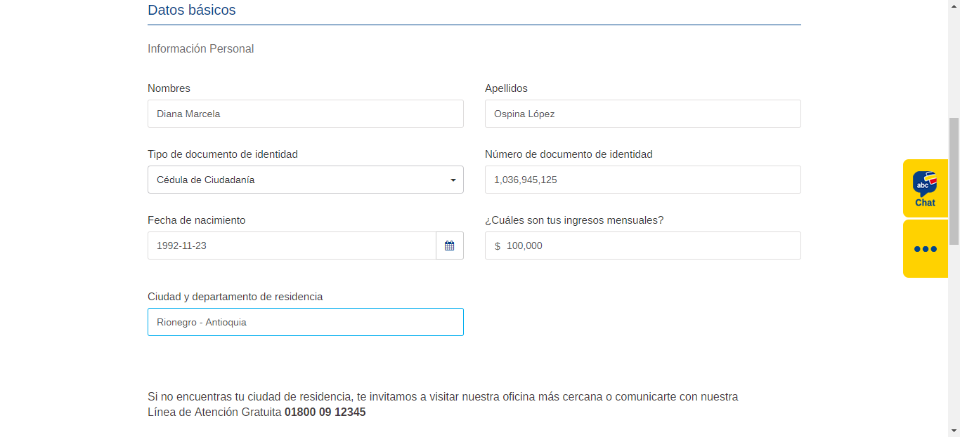 Datos básicos
Información Personal
Nombres
Apellidos
Diana Marcela
Ospina López
Tipo de documento de identidad
Número de documento de identidad
Cédula de Ciudadanía
1,036,945,125
Fecha de nacimiento
¿Cuáles son tus ingresos mensuales?
1992-11-23
$ 100,000
Ciudad y departamento de residencia
Rionegro - Antioquia
Si no encuentras tu ciudad de residencia, te invitamos a visitar nuestra oficina más cercana o comunicarte con nuestra
Línea de Atención Gratuita 01800 09 12345
abc
Chat